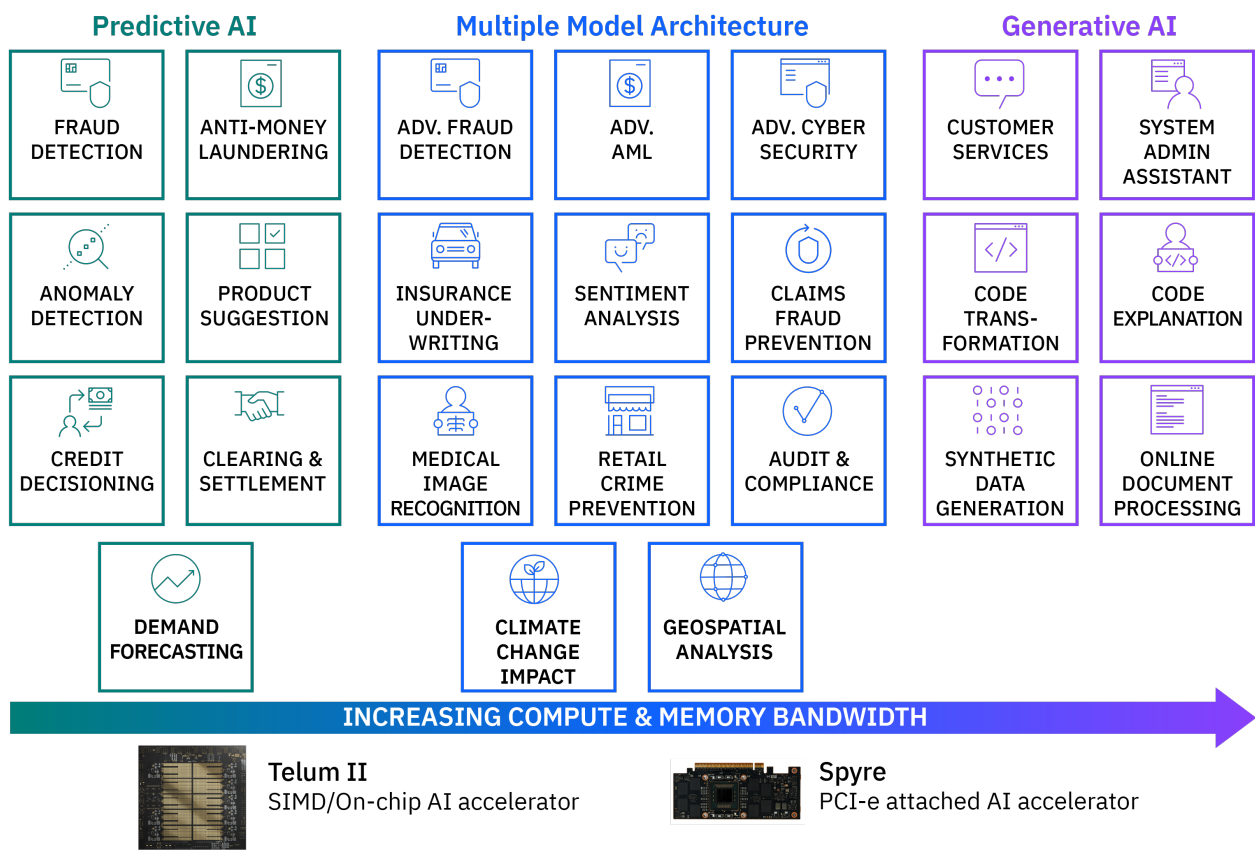 Predictive AI
FRAUD
DETECTION
ANTI-MONEY
LAUNDERING
ANOMALY
DETECTION
PRODUCT
SUGGESTION
CREDIT
DECISIONING
CLEARING &
SETTLEMENT
DEMAND
FORECASTING
Multiple Model Architecture
ADV. FRAUD
DETECTION
ADV.
AML
ADV. CYBER
SECURITY
INSURANCE
UNDER-
WRITING
SENTIMENT
ANALYSIS
CLAIMS
FRAUD
PREVENTION
MEDICAL
IMAGE
RECOGNITION
RETAIL
CRIME
PREVENTION
AUDIT &
COMPLIANCE
CLIMATE
CHANGE
IMPACT
GEOSPATIAL
ANALYSIS
Generative AI
CUSTOMER
SERVICES
SYSTEM
ADMIN
ASSISTANT
CODE
TRANS-
FORMATION
CODE
EXPLANATION
SYNTHETIC
DATA
GENERATION
ONLINE
DOCUMENT
PROCESSING
INCREASING COMPUTE & MEMORY BANDWIDTH
Telum II
SIMD/On-chip AI accelerator
Spyre
PCI-e attached AI accelerator